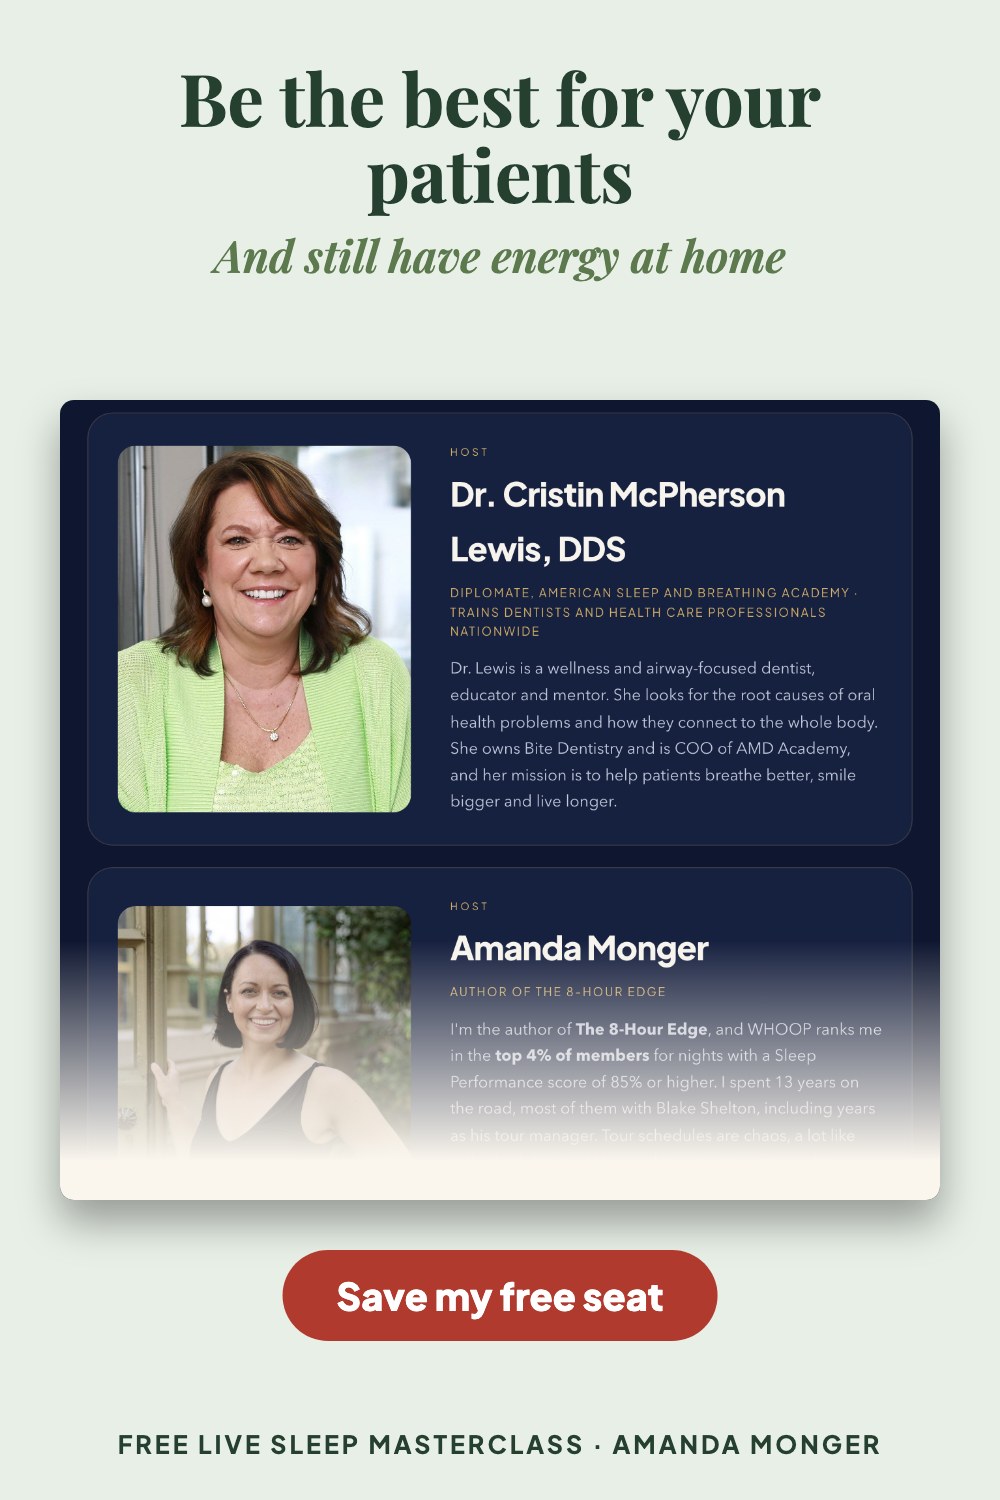 Be the best for your
patients
And still have energy at home
HOST
Dr. Cristin McPherson
Lewis, DDS
DIPLOMATE, AMERICAN SLEEP AND BREATHING ACADEMY ·
TRAINS DENTISTS AND HEALTH CARE PROFESSIONALS
NATIONWIDE
Dr. Lewis is a wellness and airway-focused dentist,
educator and mentor. She looks for the root causes of oral
health problems and how they connect to the whole body.
She owns Bite Dentistry and is COO of AMD Academy,
and her mission is to help patients breathe better, smile
bigger and live longer.
HOST
Amanda Monger
AUTHOR OF THE 8-HOUR EDGE
I'm the author of The 8-Hour Edge, and WHOOP ranks me
in the top 4% of members for nights with a Sleep
Performance score of 85% or higher. I spent 13 years on
the road, most of them with Blake Shelton, including years
as his tour manager. Tour schedules are chaos, a lot like
Save my free seat
FREE LIVE SLEEP MASTERCLASS · AMANDA MONGER